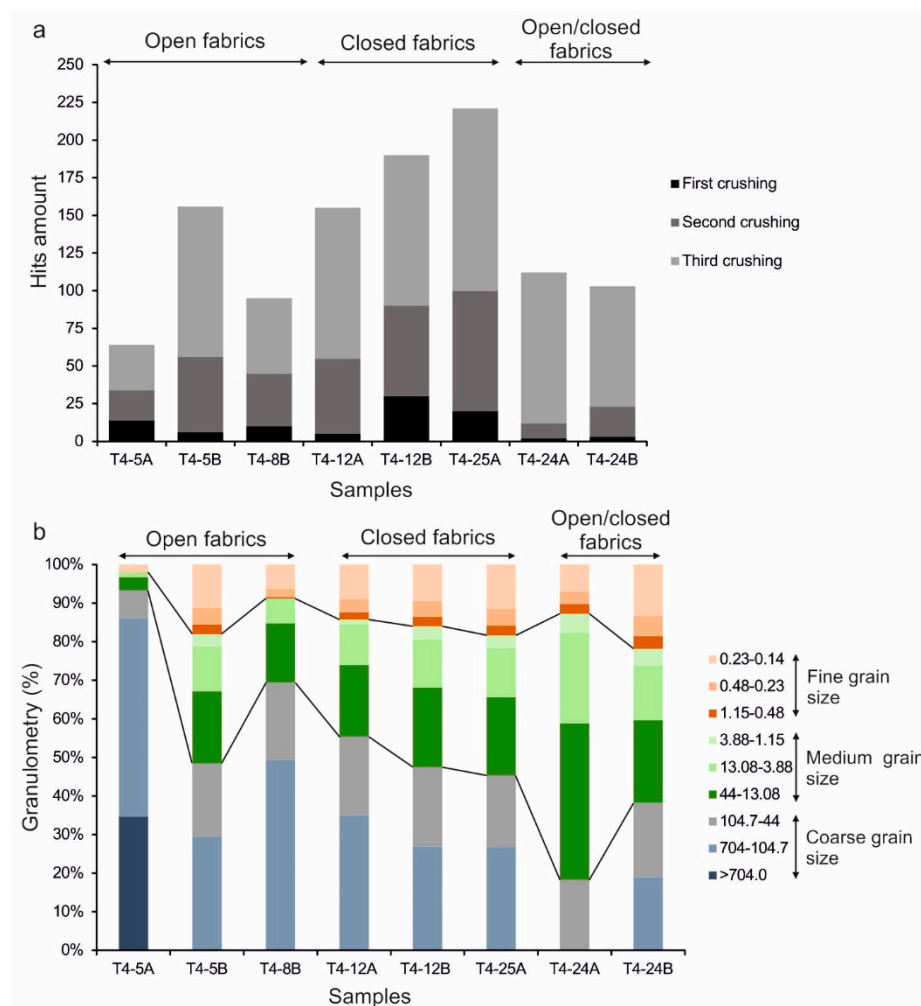 a
Open fabrics
Closed fabrics
Open/closed
fabrics
250
225
200
175
150
125
100
75
50
25
0
Hits amount
First crushing
Second crushing
Third crushing
T4-5A T4-5B T4-8B T4-12A T4-12B T4-25A T4-24A T4-24B
Samples
b
Open fabrics
Closed fabrics
Open/closed
fabrics
100%
90%
80%
70%
60%
50%
40%
30%
20%
10%
0%
Granulometry (%)
0.23-0.14
0.48-0.23
1.15-0.48
Fine grain
size
3.88-1.15
13.08-3.88
44-13.08
Medium grain
size
104.7-44
704-104.7
>704.0
Coarse grain
size
T4-5A T4-5B T4-8B T4-12A T4-12B T4-25A T4-24A T4-24B
Samples